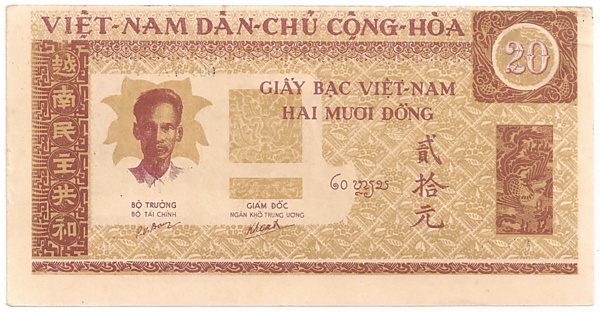 VIỆT-NAM DÂN-CHỦ CỘNG-HÒA
20
越南民主共和
GIẤY BẠC VIỆT-NAM
HAI MƯƠI ĐỒNG
贰拾元
BỘ TRƯỞNG
BỘ TÀI CHÍNH
GIÁM ĐỐC
NGÂN KHỐ TRUNG ƯƠNG